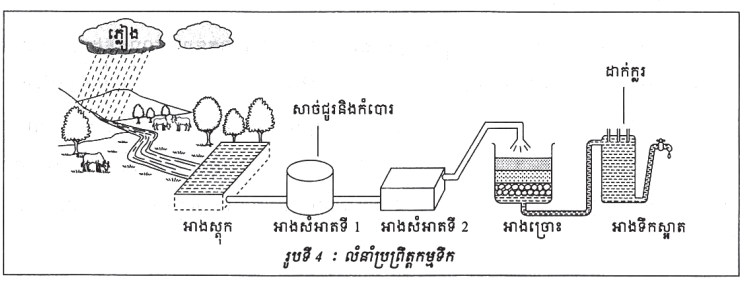 ភ្លៀង
ដាក់ក្លរ
សាច់ជូរនិងកំបោរ
អាងស្តុក
អាងសំអាតទី 1
អាងសំអាតទី 2
អាងច្រោះ
អាងទឹកស្អាត
រូបទី 4 : លំនាំប្រព្រឹត្តកម្មទឹក